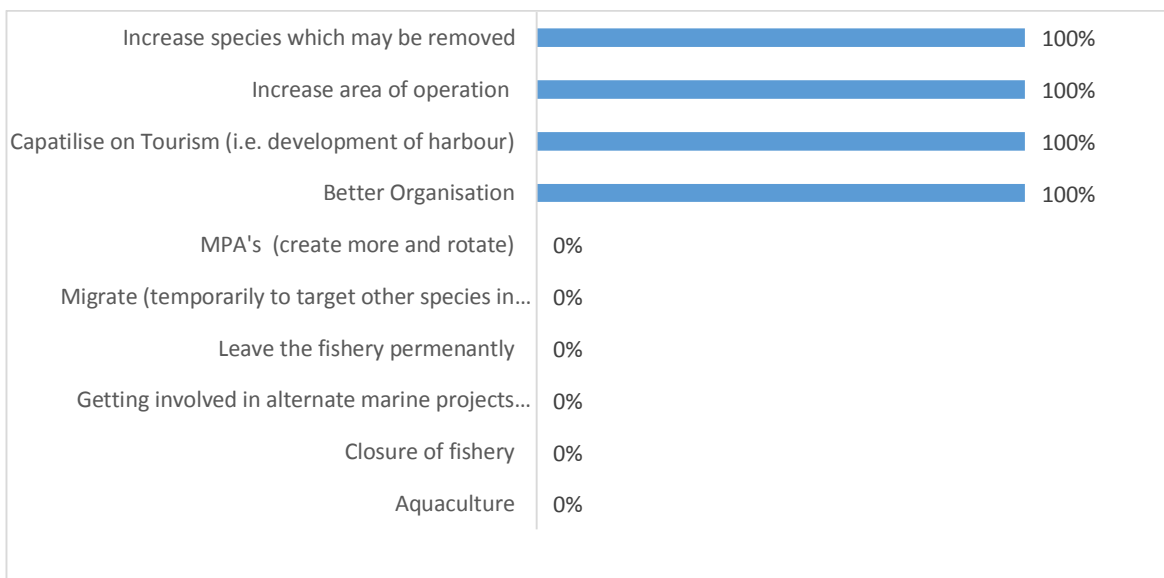 Increase species which may be removed 100%
Increase area of operation 100%
Capatilise on Tourism (i.e. development of harbour) 100%
Better Organisation 100%
MPA's (create more and rotate) 0%
Migrate (temporarily to target other species in... 0%
Leave the fishery permenantly 0%
Getting involved in alternate marine projects... 0%
Closure of fishery 0%
Aquaculture 0%